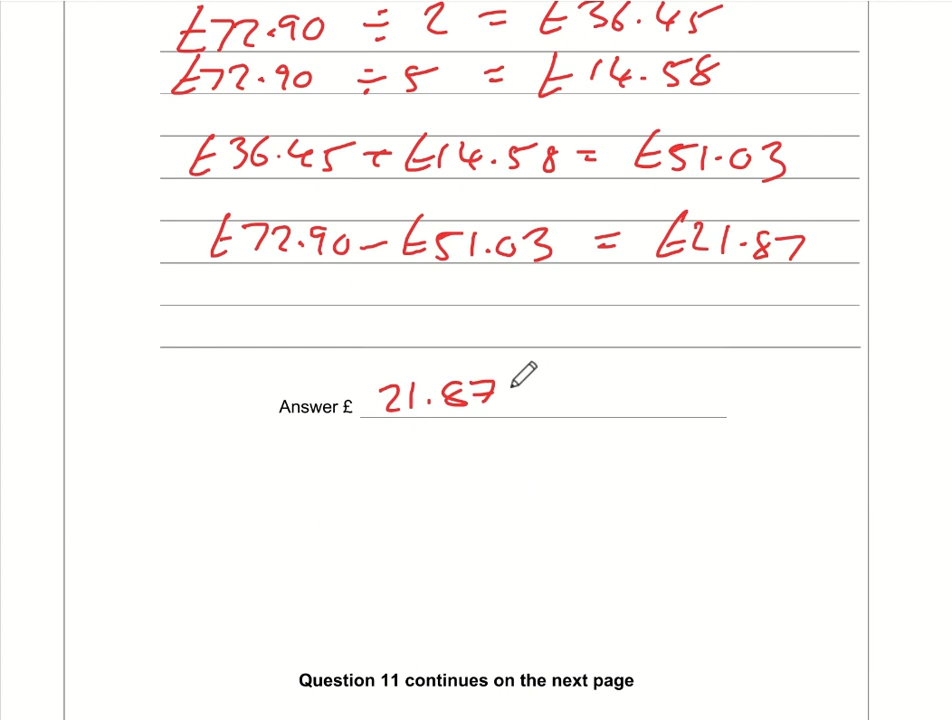 £72.90 ÷ 2 = £36.45
£72.90 ÷ 5 = £14.58
£36.45 + £14.58 = £51.03
£72.90 - £51.03 = £21.87
Answer £ 21.87
Question 11 continues on the next page